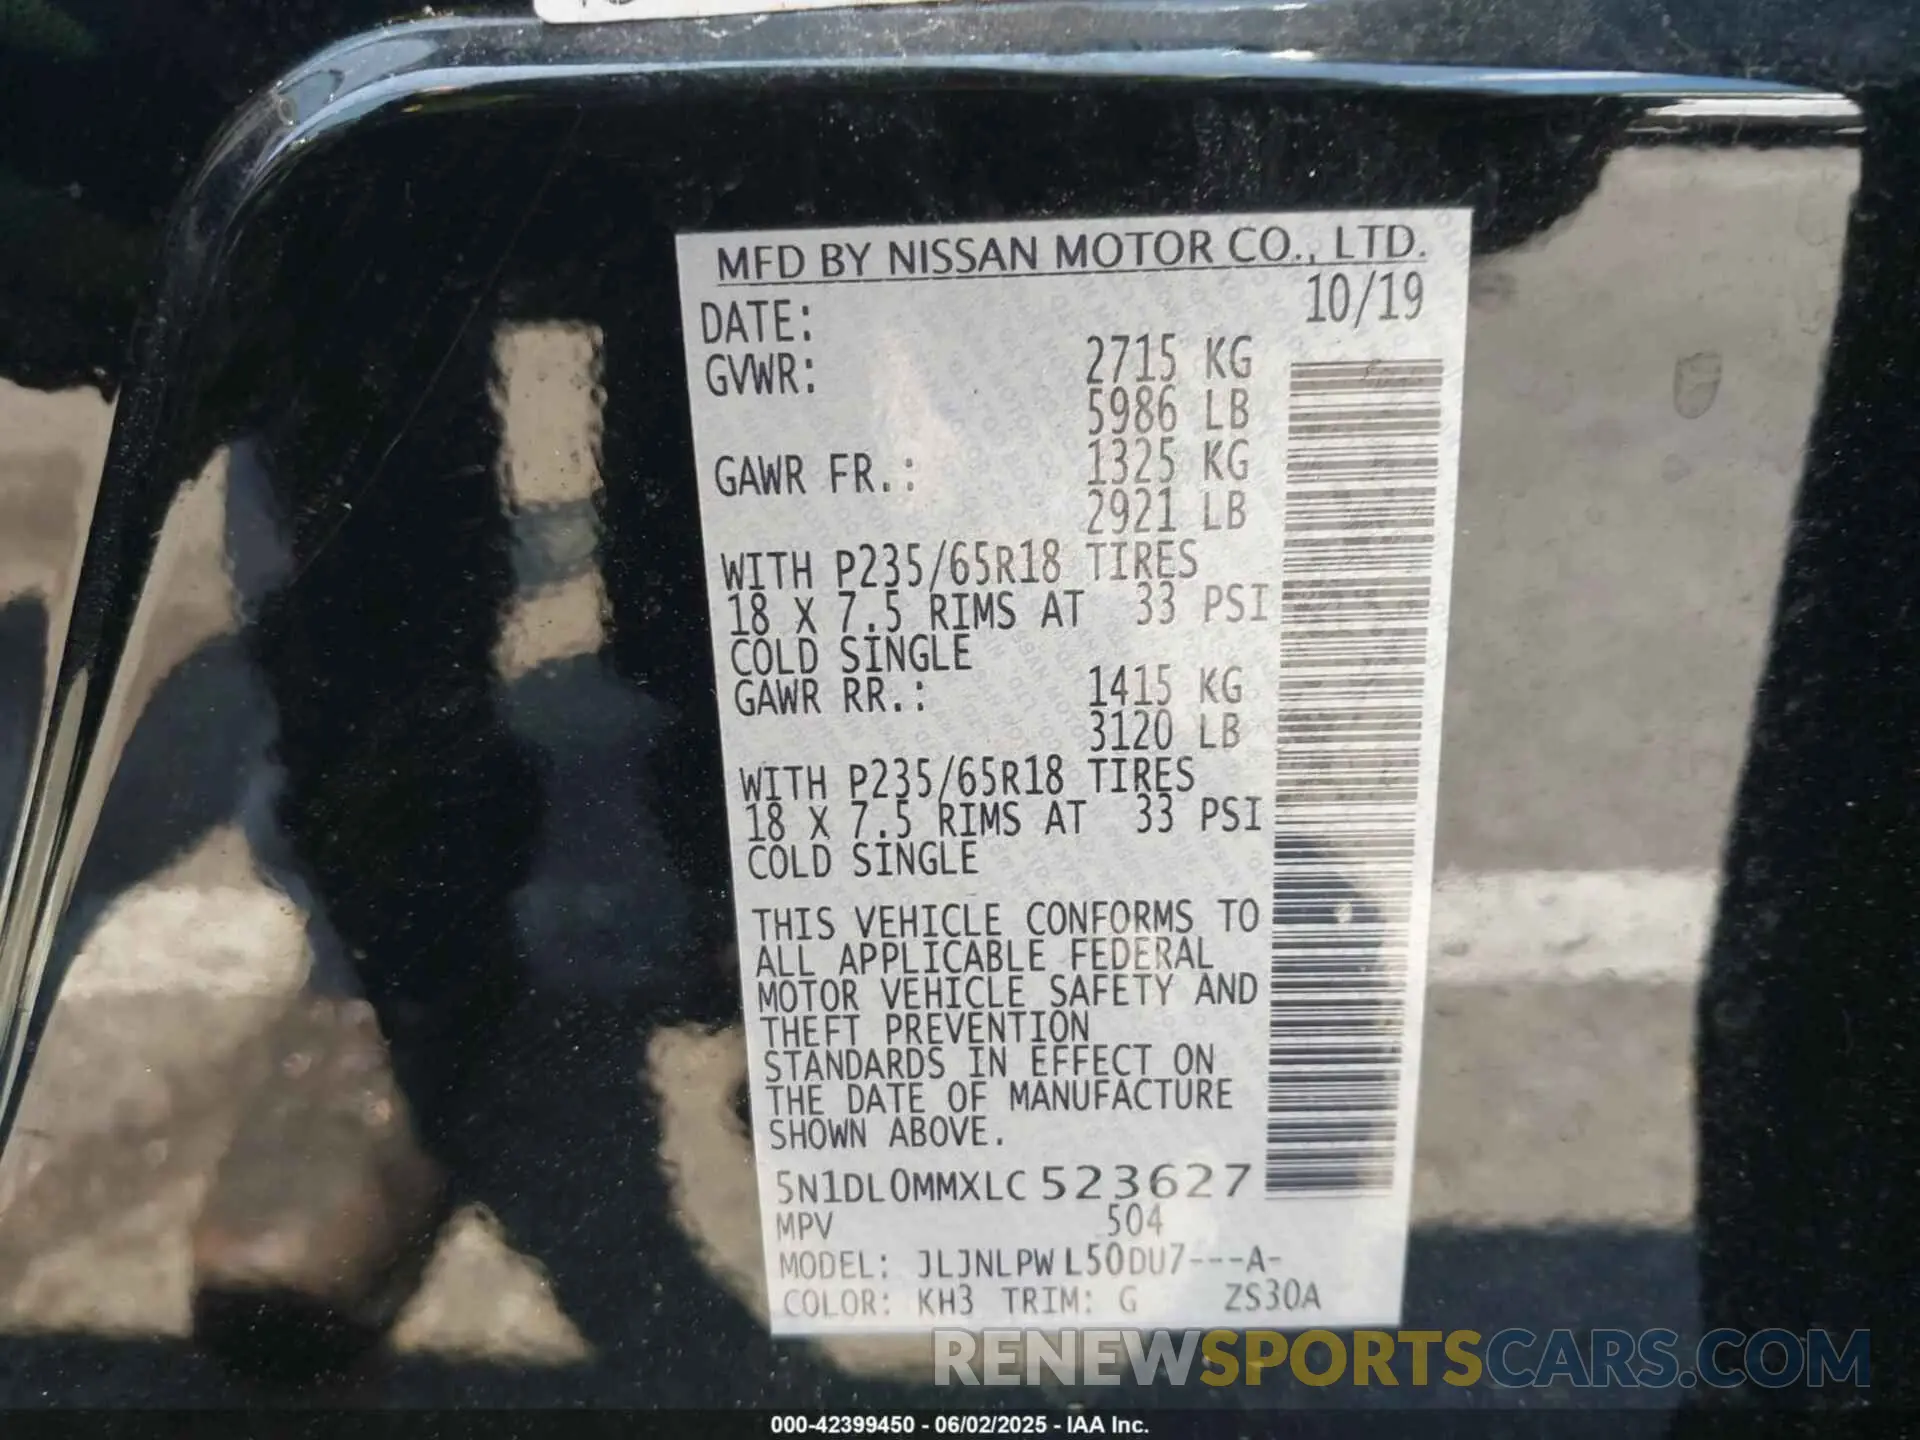 MFD BY NISSAN MOTOR CO., LTD.
DATE: 10/19
GVWR: 2715 KG
5986 LB
GAWR FR.: 1325 KG
2921 LB
WITH P235/65R18 TIRES
18 X 7.5 RIMS AT 33 PSI
COLD SINGLE
GAWR RR.: 1415 KG
3120 LB
WITH P235/65R18 TIRES
18 X 7.5 RIMS AT 33 PSI
COLD SINGLE
THIS VEHICLE CONFORMS TO
ALL APPLICABLE FEDERAL
MOTOR VEHICLE SAFETY AND
THEFT PREVENTION
STANDARDS IN EFFECT ON
THE DATE OF MANUFACTURE
SHOWN ABOVE.
5N1DL0MMXLC523627
MPV 504
MODEL: JLJNLPW L50DU7---A-
COLOR: KH3 TRIM: G ZS30A
RENEWSPORTSCARS.COM
000-42399450 - 06/02/2025 - IAA Inc.